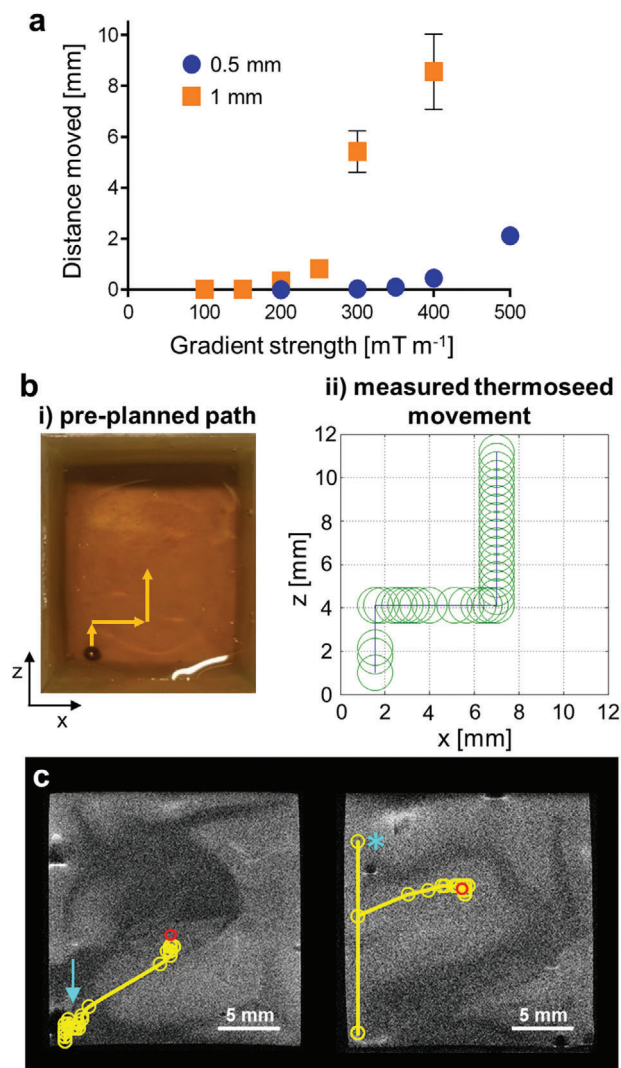 a
Distance moved [mm]
10
8
6
4
2
0
0.5 mm
1 mm
0
100
200
300
400
500
Gradient strength [mT m⁻¹]
b
i) pre-planned path
z
x
ii) measured thermoseed
movement
12
10
8
6
4
2
0
z [mm]
0
2
4
6
8
10
12
x [mm]
c
*
5 mm
5 mm